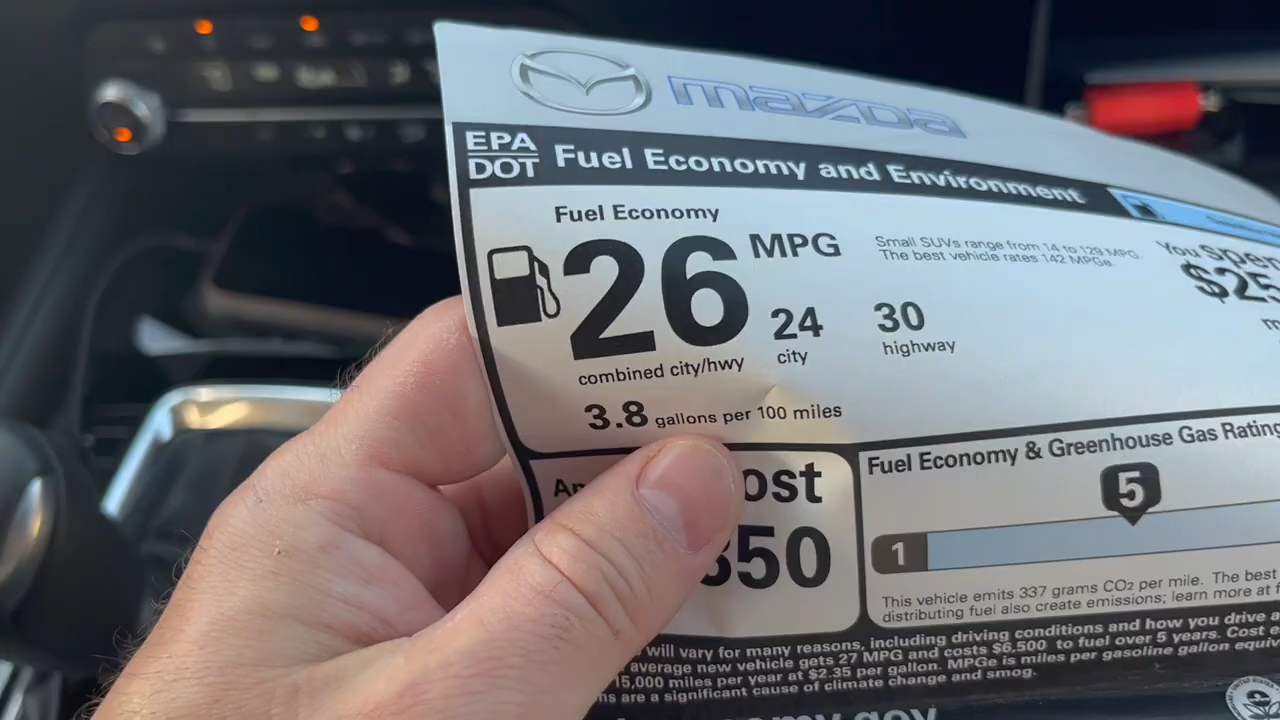 mazda
EPA
DOT
Fuel Economy and Environment
Fuel Economy
26 MPG
combined city/hwy
24
city
30
highway
3.8 gallons per 100 miles
Small SUVs range from 14 to 129 MPG.
The best vehicle rates 142 MPGe.
You spen
$25
m
An ost
350
Fuel Economy & Greenhouse Gas Rating
5
1
This vehicle emits 337 grams CO2 per mile. The best
distributing fuel also create emissions; learn more at f
will vary for many reasons, including driving conditions and how you drive a
average new vehicle gets 27 MPG and costs $6,500 to fuel over 5 years. Cost e
15,000 miles per year at $2.35 per gallon. MPGe is miles per gasoline gallon equiv
ns are a significant cause of climate change and smog.